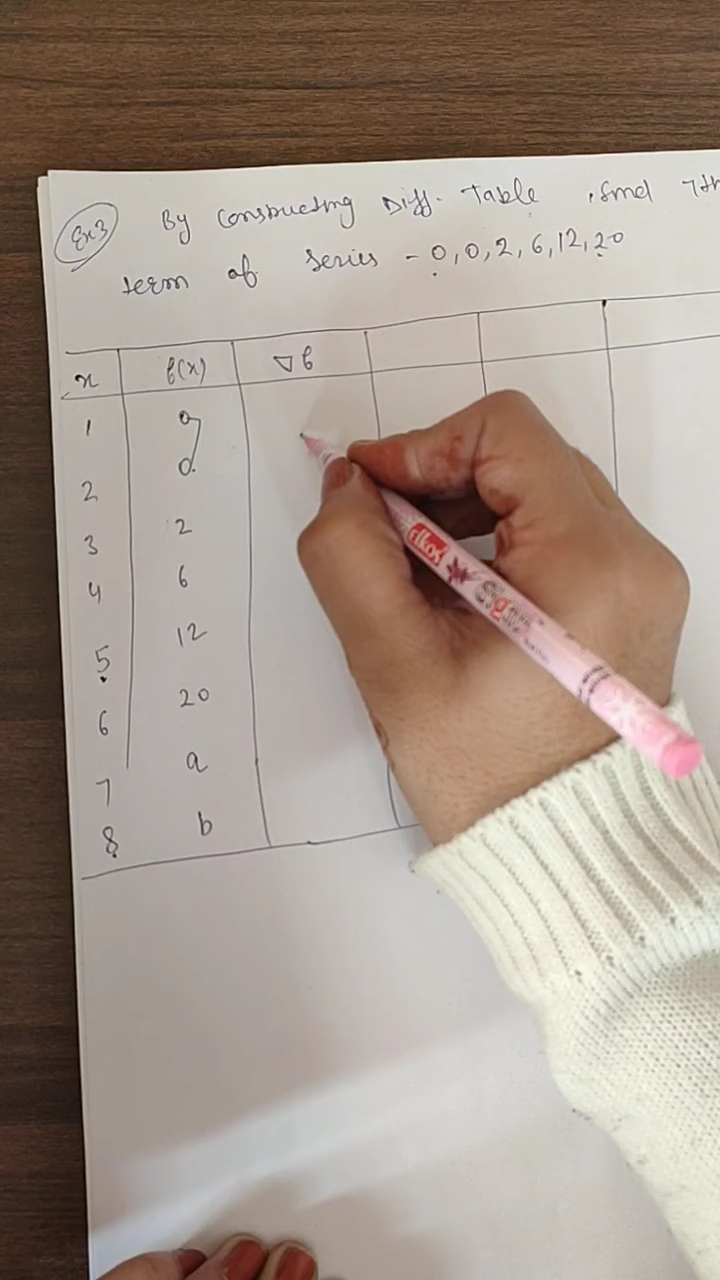 Ex3
By Constructing Diff. Table , find 7th
term of series - 0, 0, 2, 6, 12, 20
x f(x) ∇f
1 0
2 0
3 2
4 6
5 12
6 20
7 a
8 b
Elkos